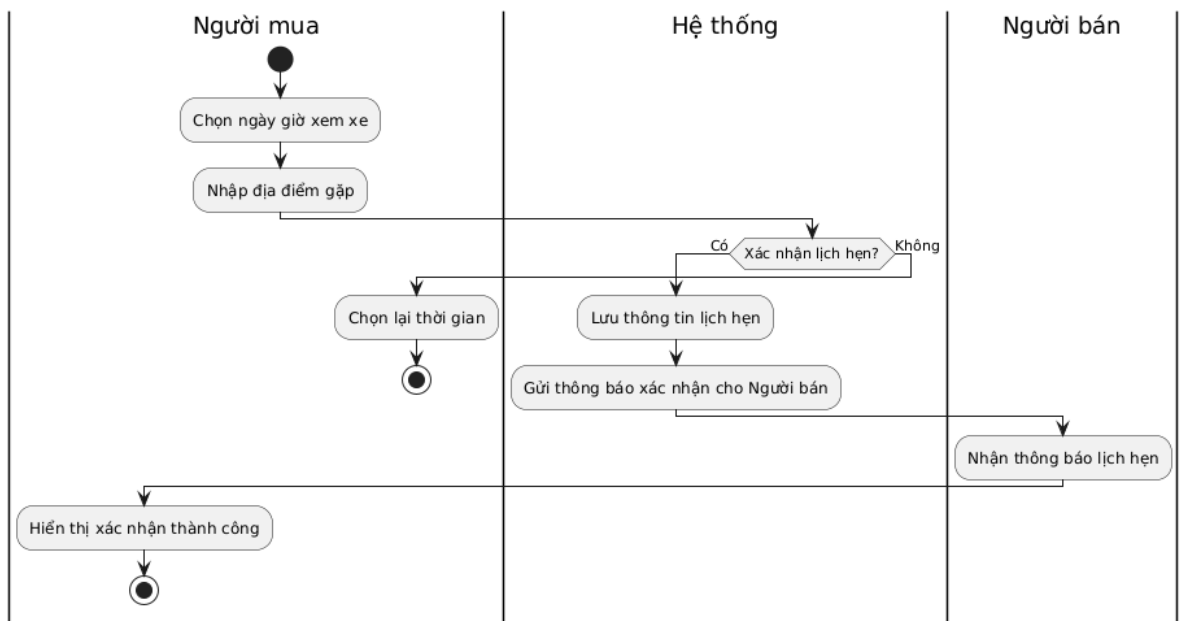 Người mua
Hệ thống
Người bán
Chọn ngày giờ xem xe
Nhập địa điểm gặp
Có
Xác nhận lịch hẹn?
Không
Chọn lại thời gian
Lưu thông tin lịch hẹn
Gửi thông báo xác nhận cho Người bán
Nhận thông báo lịch hẹn
Hiển thị xác nhận thành công